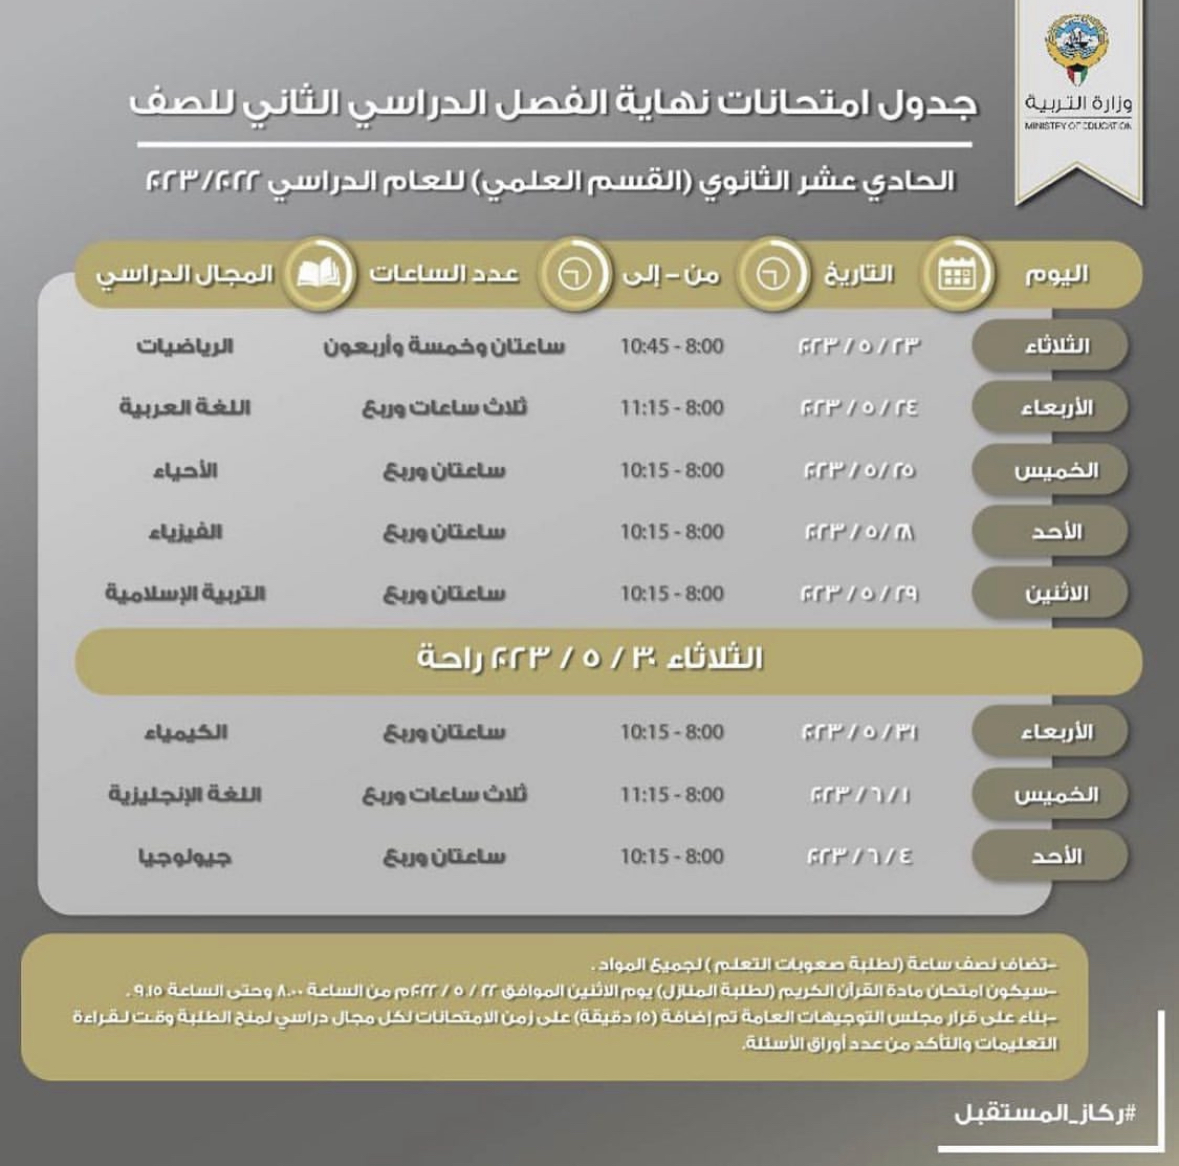 وزارة التربية
MINISTRY OF EDUCATION
جدول امتحانات نهاية الفصل الدراسي الثاني للصف
الحادي عشر الثانوي (القسم العلمي) للعام الدراسي ٢٠٢٣/٢٠٢٢
اليوم التاريخ من - إلى عدد الساعات المجال الدراسي
الثلاثاء ٢٠٢٣ / ٥ / ٢٣ 8:00 - 10:45 ساعتان وخمسة وأربعون الرياضيات
الأربعاء ٢٠٢٣ / ٥ / ٢٤ 8:00 - 11:15 ثلاث ساعات وربع اللغة العربية
الخميس ٢٠٢٣ / ٥ / ٢٥ 8:00 - 10:15 ساعتان وربع الأحياء
الأحد ٢٠٢٣ / ٥ / ٢٨ 8:00 - 10:15 ساعتان وربع الفيزياء
الاثنين ٢٠٢٣ / ٥ / ٢٩ 8:00 - 10:15 ساعتان وربع التربية الإسلامية
الثلاثاء ٣٠ / ٥ / ٢٠٢٣ راحة
الأربعاء ٢٠٢٣ / ٥ / ٣١ 8:00 - 10:15 ساعتان وربع الكيمياء
الخميس ٢٠٢٣ / ٦ / ١ 8:00 - 11:15 ثلاث ساعات وربع اللغة الإنجليزية
الأحد ٢٠٢٣ / ٦ / ٤ 8:00 - 10:15 ساعتان وربع جيولوجيا
-تضاف نصف ساعة (لطلبة صعوبات التعلم ) لجميع المواد .
-سيكون امتحان مادة القرآن الكريم (لطلبة المنازل) يوم الاثنين الموافق ٢٢ / ٥ / ٢٠٢٢م من الساعة ٨.٠٠ وحتى الساعة ٩.١٥ .
-بناء على قرار مجلس التوجيهات العامة تم إضافة (١٥ دقيقة) على زمن الامتحانات لكل مجال دراسي لمنح الطلبة وقت لقراءة
التعليمات والتأكد من عدد أوراق الأسئلة.
#ركاز_المستقبل